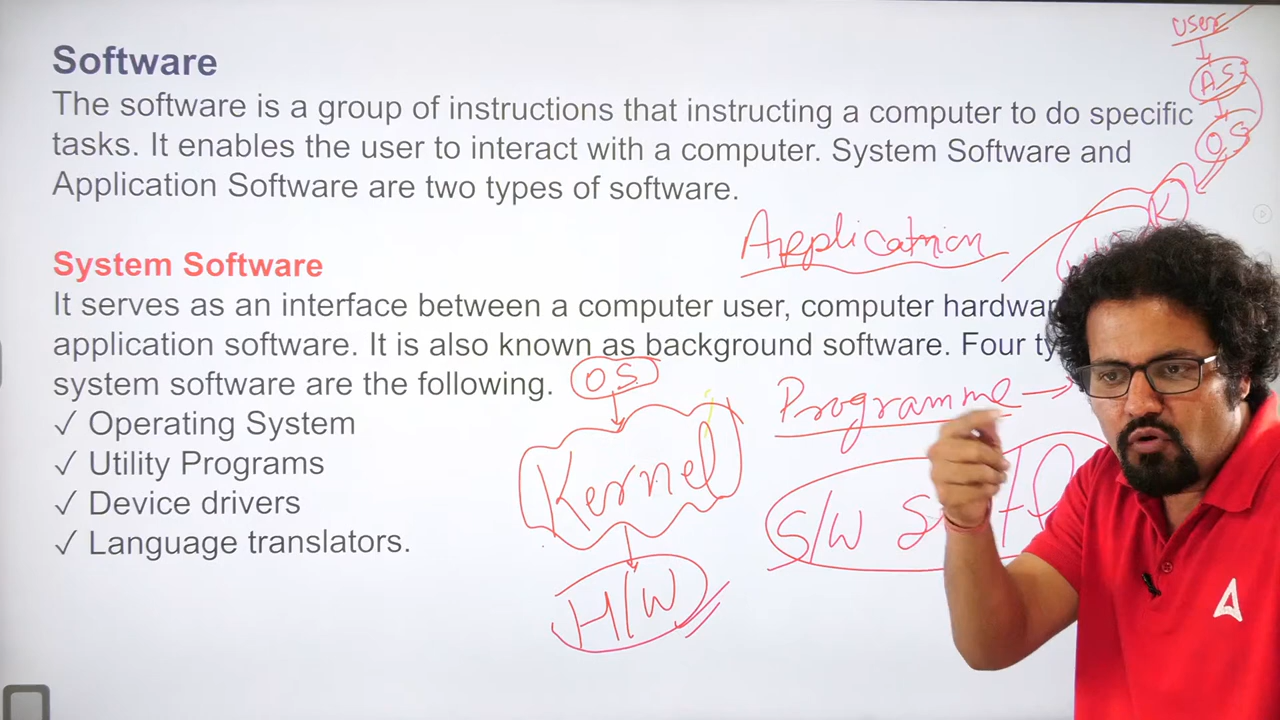 user
AS
OS
K
Software
The software is a group of instructions that instructing a computer to do specific
tasks. It enables the user to interact with a computer. System Software and
Application Software are two types of software.
Application
System Software
It serves as an interface between a computer user, computer hardwar
application software. It is also known as background software. Four ty
system software are the following.
OS
Programme
✓ Operating System
✓ Utility Programs
Kernel
✓ Device drivers
S/W
✓ Language translators.
H/W